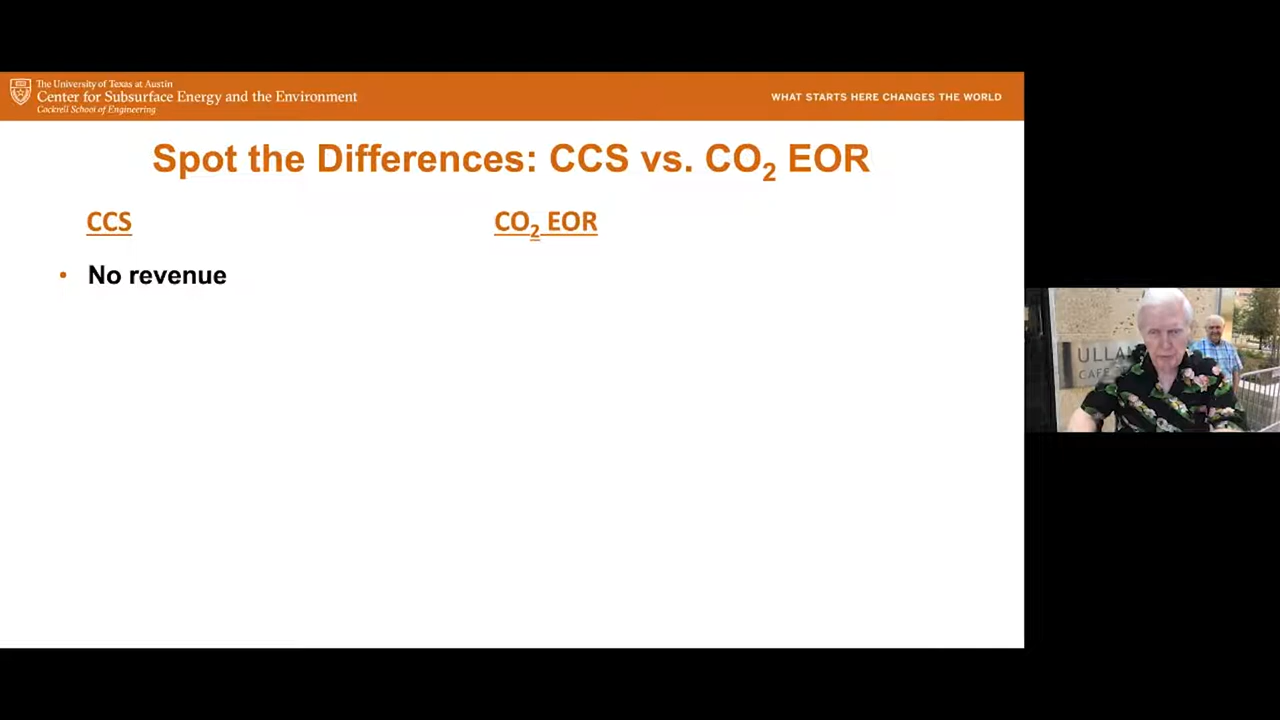 The University of Texas at Austin
Center for Subsurface Energy and the Environment
Cockrell School of Engineering
WHAT STARTS HERE CHANGES THE WORLD
Spot the Differences: CCS vs. CO₂ EOR
CCS
CO₂ EOR
• No revenue
ULLA
CAFE